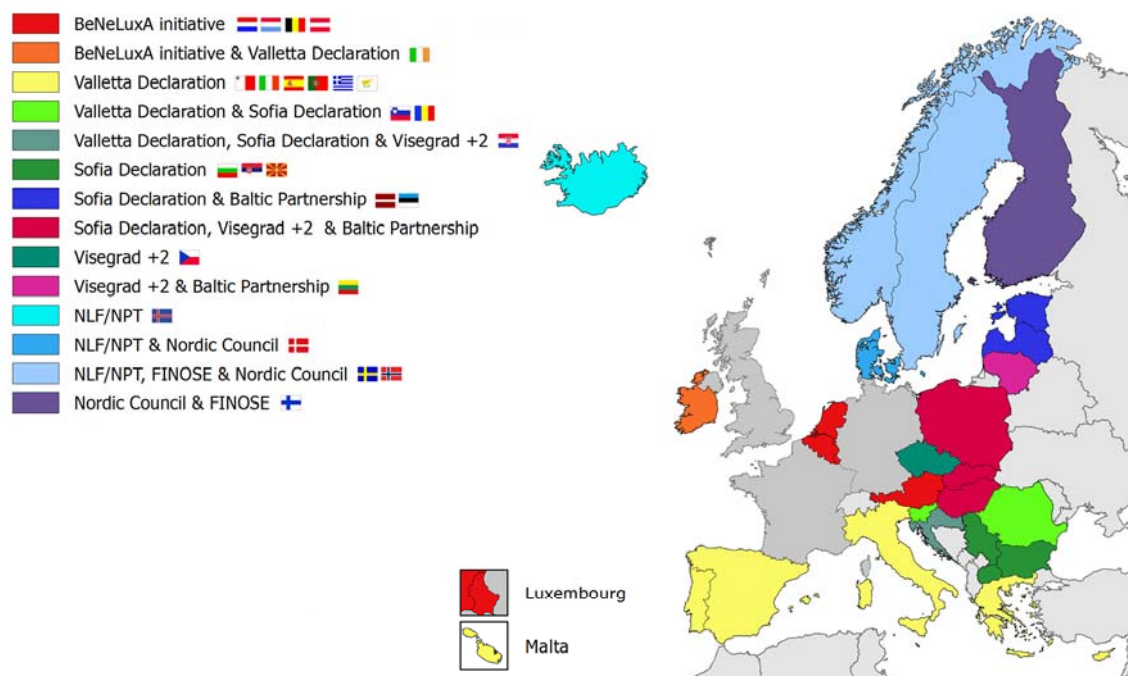 BeNeLuxA initiative
BeNeLuxA initiative & Valletta Declaration
Valletta Declaration
Valletta Declaration & Sofia Declaration
Valletta Declaration, Sofia Declaration & Visegrad +2
Sofia Declaration
Sofia Declaration & Baltic Partnership
Sofia Declaration, Visegrad +2 & Baltic Partnership
Visegrad +2
Visegrad +2 & Baltic Partnership
NLF/NPT
NLF/NPT & Nordic Council
NLF/NPT, FINOSE & Nordic Council
Nordic Council & FINOSE
Luxembourg
Malta